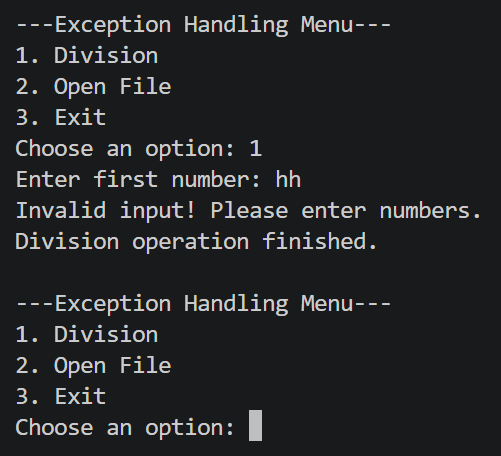 ---Exception Handling Menu---
1. Division
2. Open File
3. Exit
Choose an option: 1
Enter first number: hh
Invalid input! Please enter numbers.
Division operation finished.

---Exception Handling Menu---
1. Division
2. Open File
3. Exit
Choose an option: